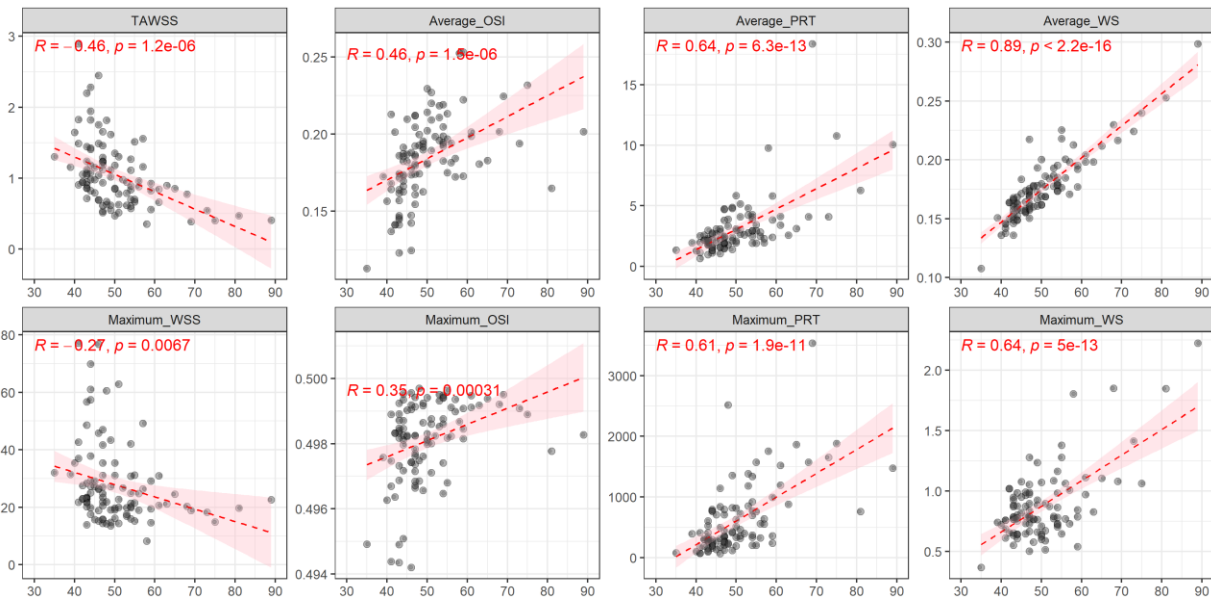 TAWSS
R = −0.46, p = 1.2e-06
3
2
1
0
30 40 50 60 70 80 90
Average_OSI
R = 0.46, p = 1.5e-06
0.25
0.20
0.15
30 40 50 60 70 80 90
Average_PRT
R = 0.64, p = 6.3e-13
15
10
5
0
30 40 50 60 70 80 90
Average_WS
R = 0.89, p < 2.2e-16
0.30
0.25
0.20
0.15
0.10
30 40 50 60 70 80 90
Maximum_WSS
R = −0.27, p = 0.0067
80
60
40
20
0
30 40 50 60 70 80 90
Maximum_OSI
R = 0.35, p = 0.00031
0.500
0.498
0.496
0.494
30 40 50 60 70 80 90
Maximum_PRT
R = 0.61, p = 1.9e-11
3000
2000
1000
0
30 40 50 60 70 80 90
Maximum_WS
R = 0.64, p = 5e-13
2.0
1.5
1.0
0.5
30 40 50 60 70 80 90